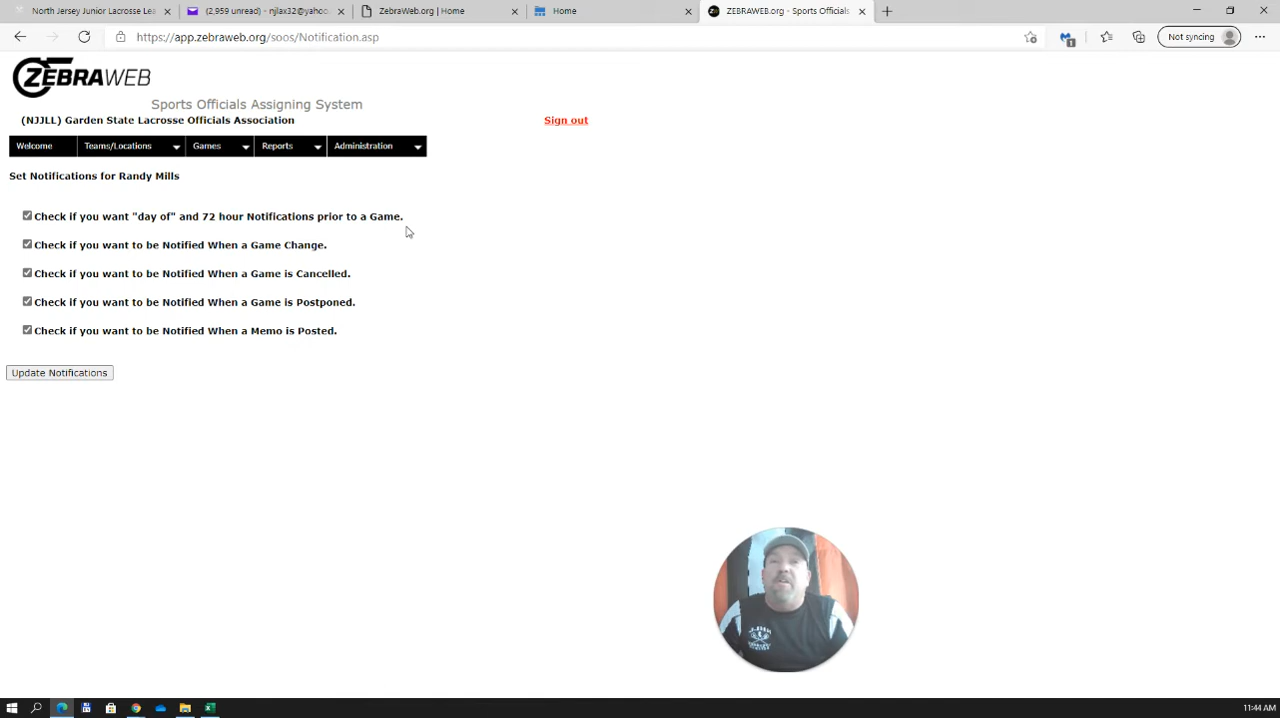 North Jersey Junior Lacrosse Lea
(2,959 unread) - njlax32@yahoo
ZebraWeb.org | Home
Home
ZEBRAWEB.org - Sports Officials
https://app.zebraweb.org/soos/Notification.asp
1
Not syncing
ZEBRAWEB
Sports Officials Assigning System
(NJJLL) Garden State Lacrosse Officials Association
Sign out
Welcome
Teams/Locations
Games
Reports
Administration
Set Notifications for Randy Mills
Check if you want "day of" and 72 hour Notifications prior to a Game.
Check if you want to be Notified When a Game Change.
Check if you want to be Notified When a Game is Cancelled.
Check if you want to be Notified When a Game is Postponed.
Check if you want to be Notified When a Memo is Posted.
Update Notifications
11:44 AM